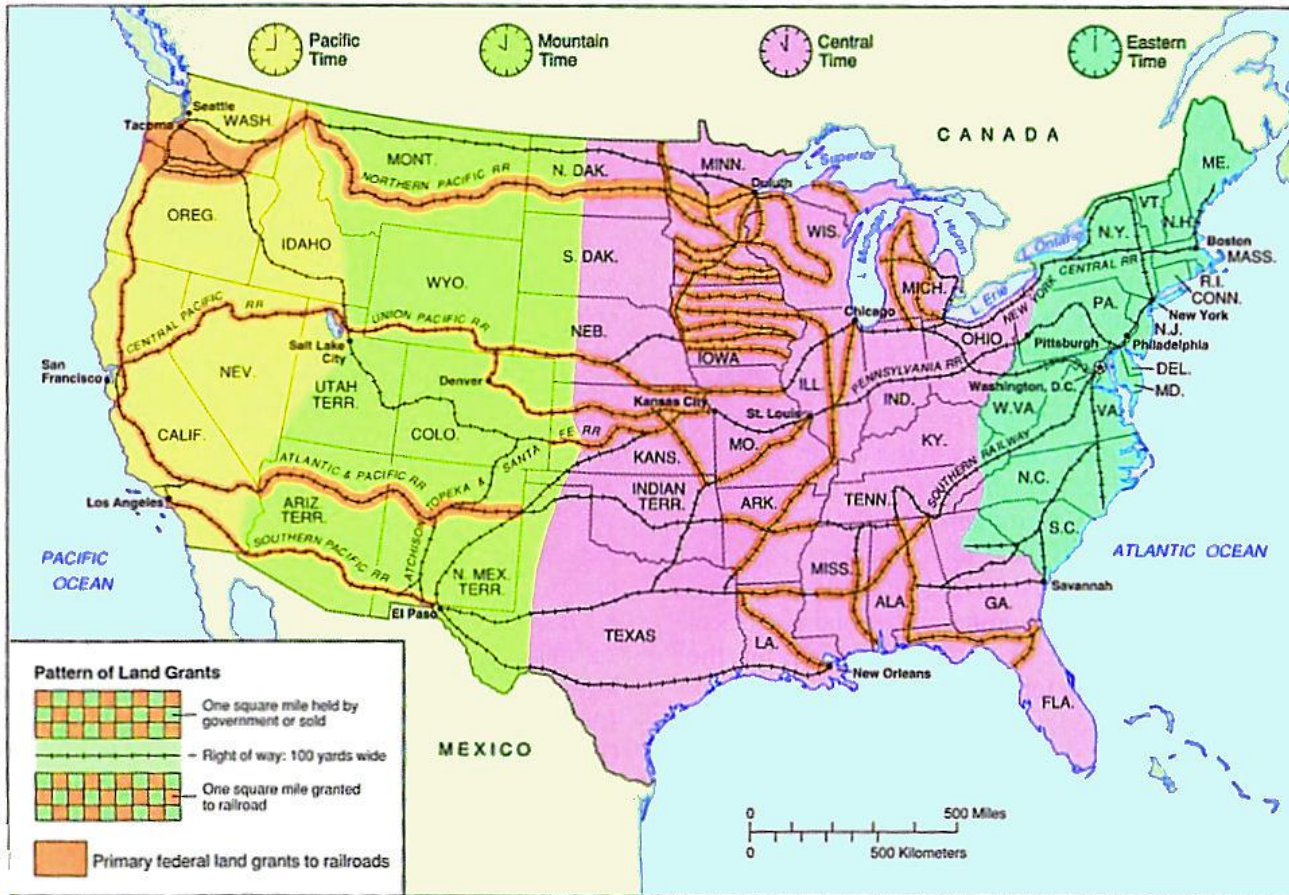 Pacific
Time
Mountain
Time
Central
Time
Eastern
Time
CANADA
Seattle
Tacoma
WASH.
MONT.
NORTHERN PACIFIC RR
N. DAK.
MINN.
L. Superior
Duluth
ME.
VT.
N.H.
OREG.
IDAHO
S. DAK.
WIS.
L. Michigan
L. Huron
L. Ontario
N.Y.
Boston
MASS.
WYO.
MICH.
L. Erie
NEW YORK
CENTRAL RR
R.I.
CONN.
CENTRAL PACIFIC
RR
UNION PACIFIC RR
NEB.
IOWA
Chicago
OHIO
PA.
New York
N.J.
Salt Lake
City
Pittsburgh
Philadelphia
San
Francisco
NEV.
UTAH
TERR.
Denver
ILL.
PENNSYLVANIA RR
IND.
Washington, D.C.
DEL.
MD.
Kansas City
St. Louis
W.VA.
VA.
CALIF.
COLO.
ATCHISON TOPEKA & SANTA FE RR
KANS.
MO.
KY.
SOUTHERN RAILWAY
ATLANTIC & PACIFIC RR
Los Angeles
ARIZ.
TERR.
INDIAN
TERR.
ARK.
TENN.
N.C.
S.C.
SOUTHERN PACIFIC RR
PACIFIC
OCEAN
ATLANTIC OCEAN
N. MEX.
TERR.
MISS.
ALA.
GA.
Savannah
El Paso
TEXAS
LA.
New Orleans
FLA.
MEXICO
Pattern of Land Grants
One square mile held by
government or sold
Right of way: 100 yards wide
One square mile granted
to railroad
Primary federal land grants to railroads
0 500 Miles
0 500 Kilometers